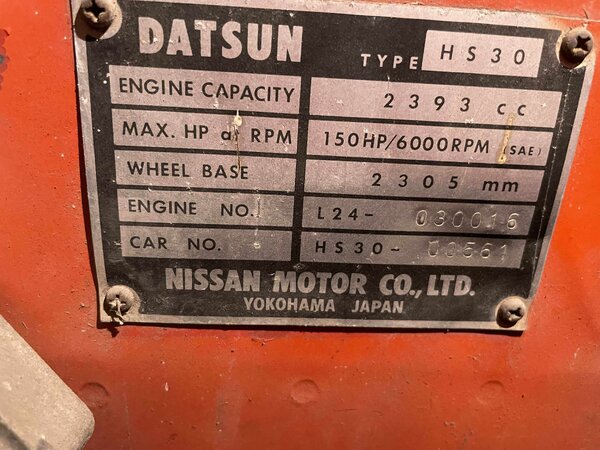 DATSUN TYPE HS30
ENGINE CAPACITY 2393 cc
MAX. HP at RPM 150HP/6000RPM (SAE)
WHEEL BASE 2305 mm
ENGINE NO. L24- 030016
CAR NO. HS30- 00561
NISSAN MOTOR CO., LTD.
YOKOHAMA JAPAN